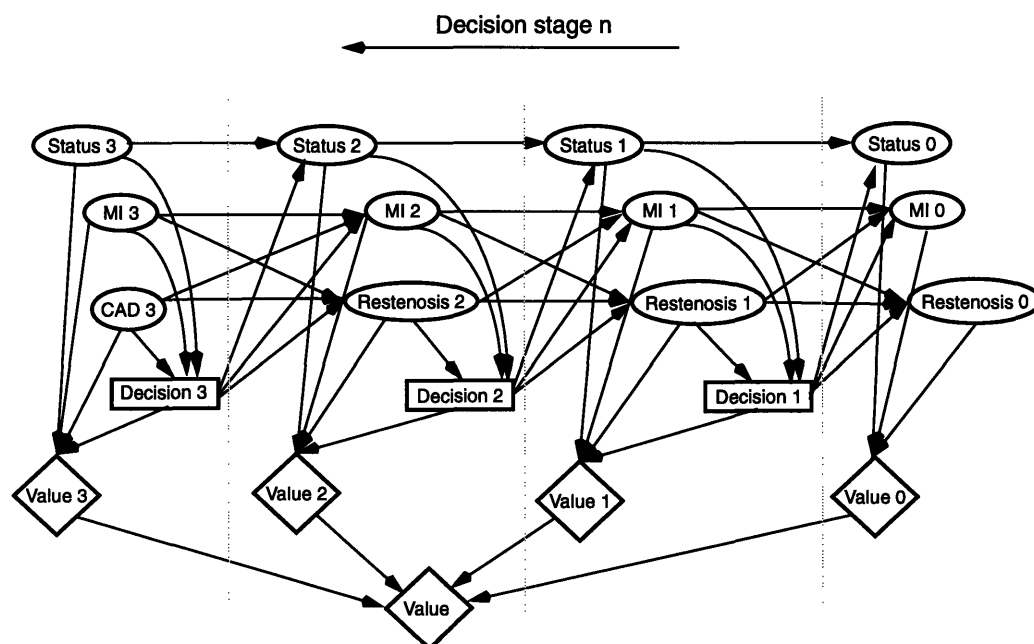 Decision stage n
Status 3
Status 2
Status 1
Status 0
MI 3
MI 2
MI 1
MI 0
CAD 3
Restenosis 2
Restenosis 1
Restenosis 0
Decision 3
Decision 2
Decision 1
Value 3
Value 2
Value 1
Value 0
Value